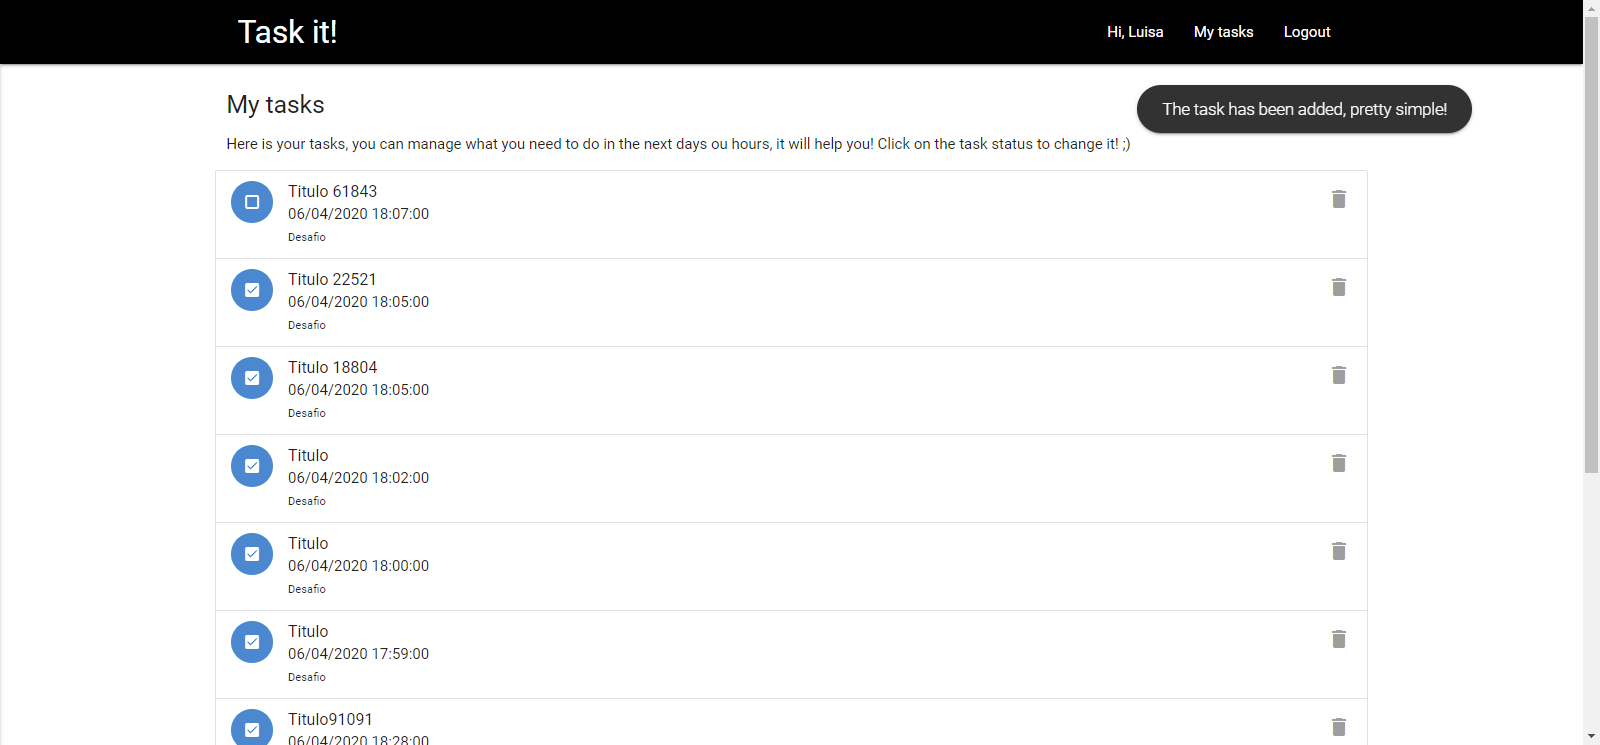 Task it!
Hi, Luisa
My tasks
Logout
My tasks
The task has been added, pretty simple!
Here is your tasks, you can manage what you need to do in the next days ou hours, it will help you! Click on the task status to change it! ;)
Titulo 61843
06/04/2020 18:07:00
Desafio
Titulo 22521
06/04/2020 18:05:00
Desafio
Titulo 18804
06/04/2020 18:05:00
Desafio
Titulo
06/04/2020 18:02:00
Desafio
Titulo
06/04/2020 18:00:00
Desafio
Titulo
06/04/2020 17:59:00
Desafio
Titulo91091
06/04/2020 18:28:00